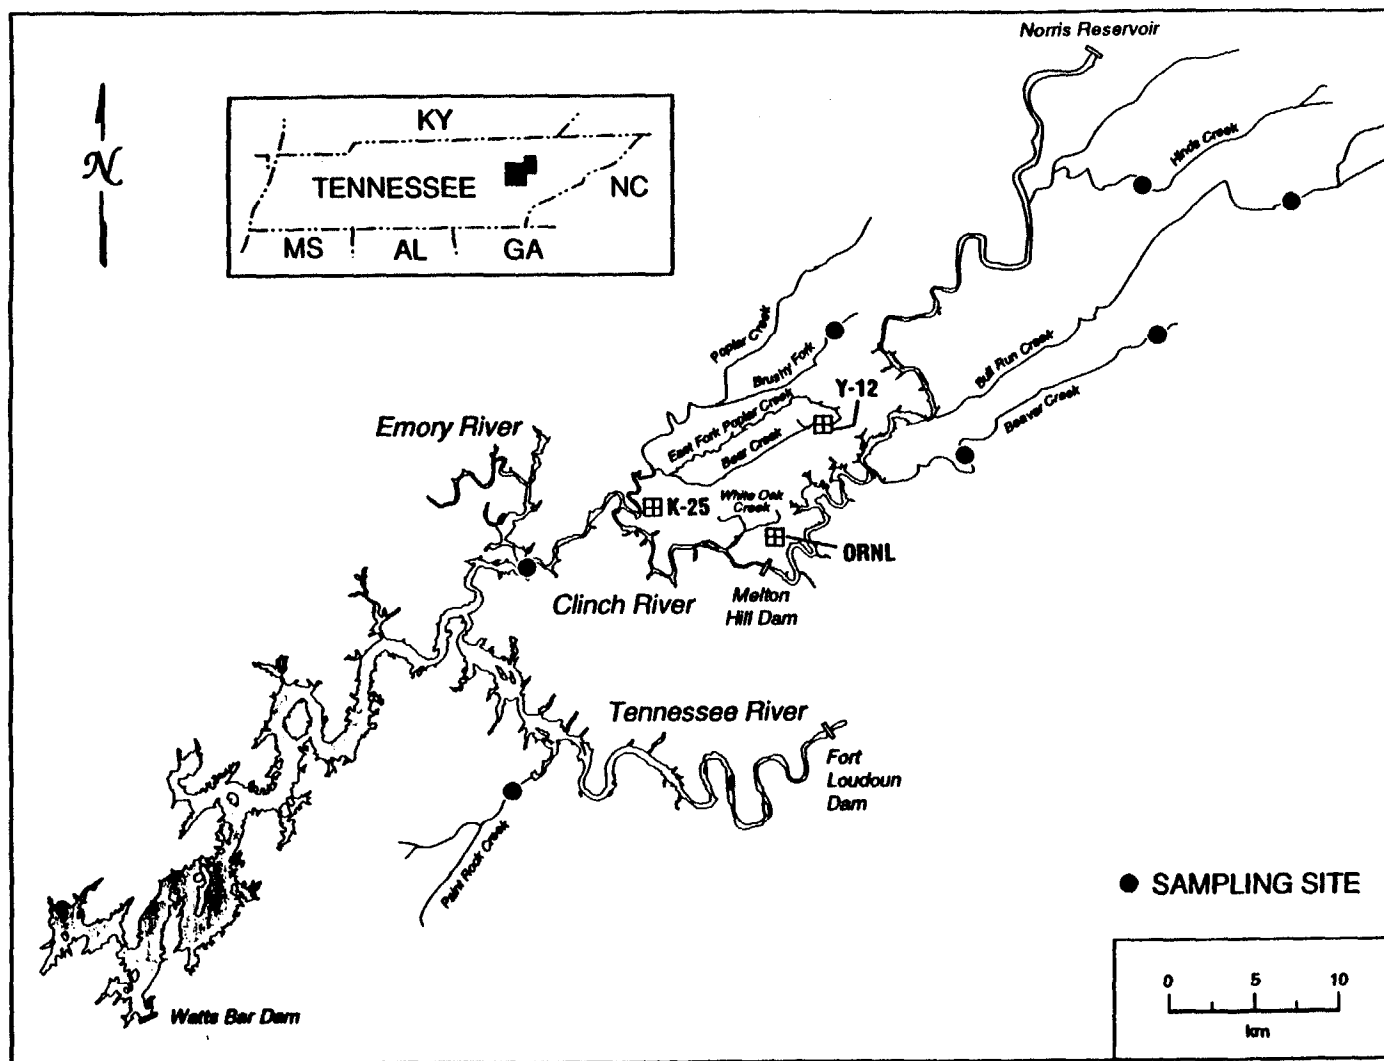 Norris Reservoir
N
KY
TENNESSEE
NC
MS
AL
GA
Hinds Creek
Poplar Creek
Brushy Fork
Y-12
East Fork Poplar Creek
Bear Creek
Bull Run Creek
Beaver Creek
Emory River
K-25
White Oak
Creek
ORNL
Clinch River
Melton
Hill Dam
Tennessee River
Fort
Loudoun
Dam
Paint Rock Creek
SAMPLING SITE
0 5 10
km
Watts Bar Dam